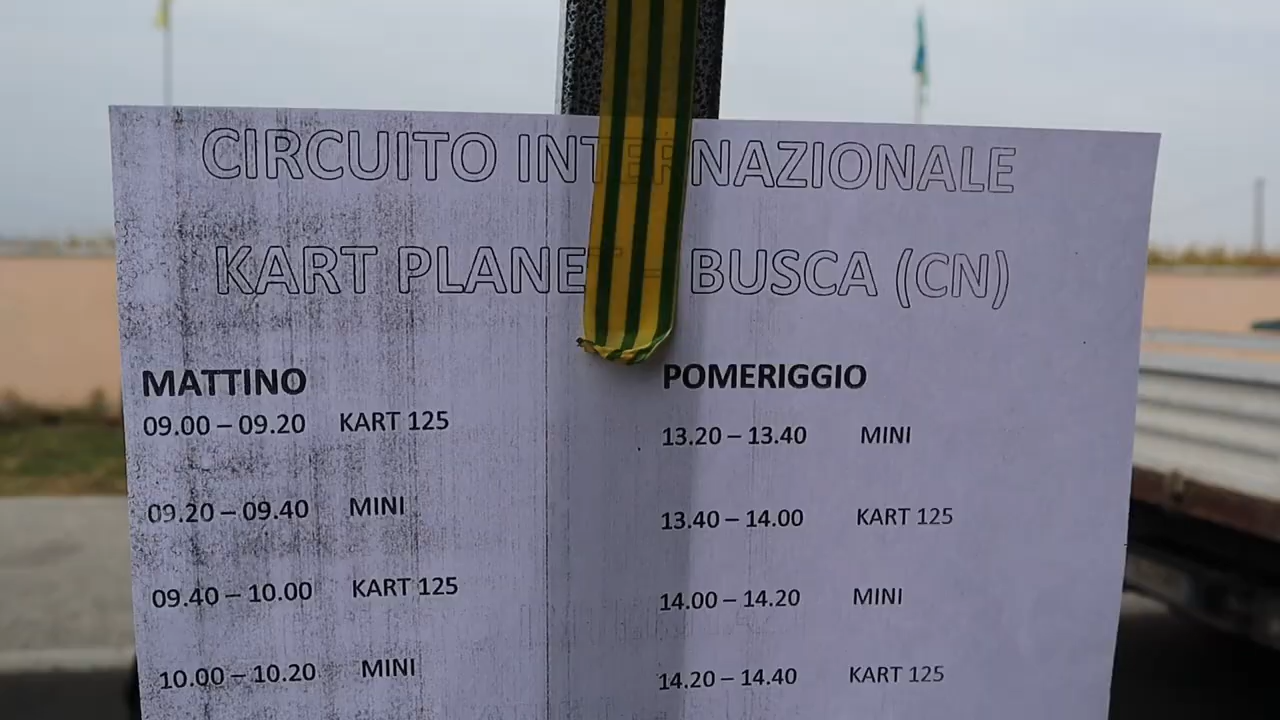 CIRCUITO INTERNAZIONALE
KART PLANET - BUSCA (CN)
MATTINO
09.00 – 09.20 KART 125
09.20 – 09.40 MINI
09.40 – 10.00 KART 125
10.00 – 10.20 MINI
POMERIGGIO
13.20 – 13.40 MINI
13.40 – 14.00 KART 125
14.00 – 14.20 MINI
14.20 – 14.40 KART 125